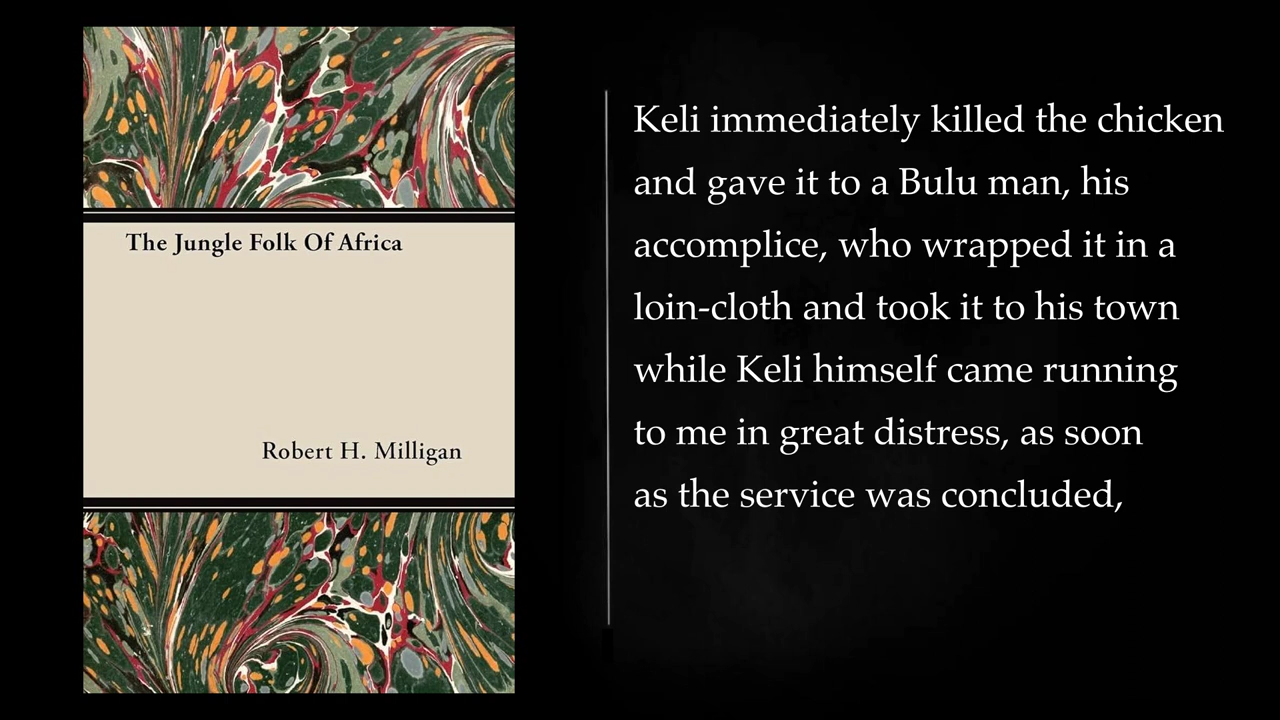 The Jungle Folk Of Africa
Robert H. Milligan
Keli immediately killed the chicken
and gave it to a Bulu man, his
accomplice, who wrapped it in a
loin-cloth and took it to his town
while Keli himself came running
to me in great distress, as soon
as the service was concluded,